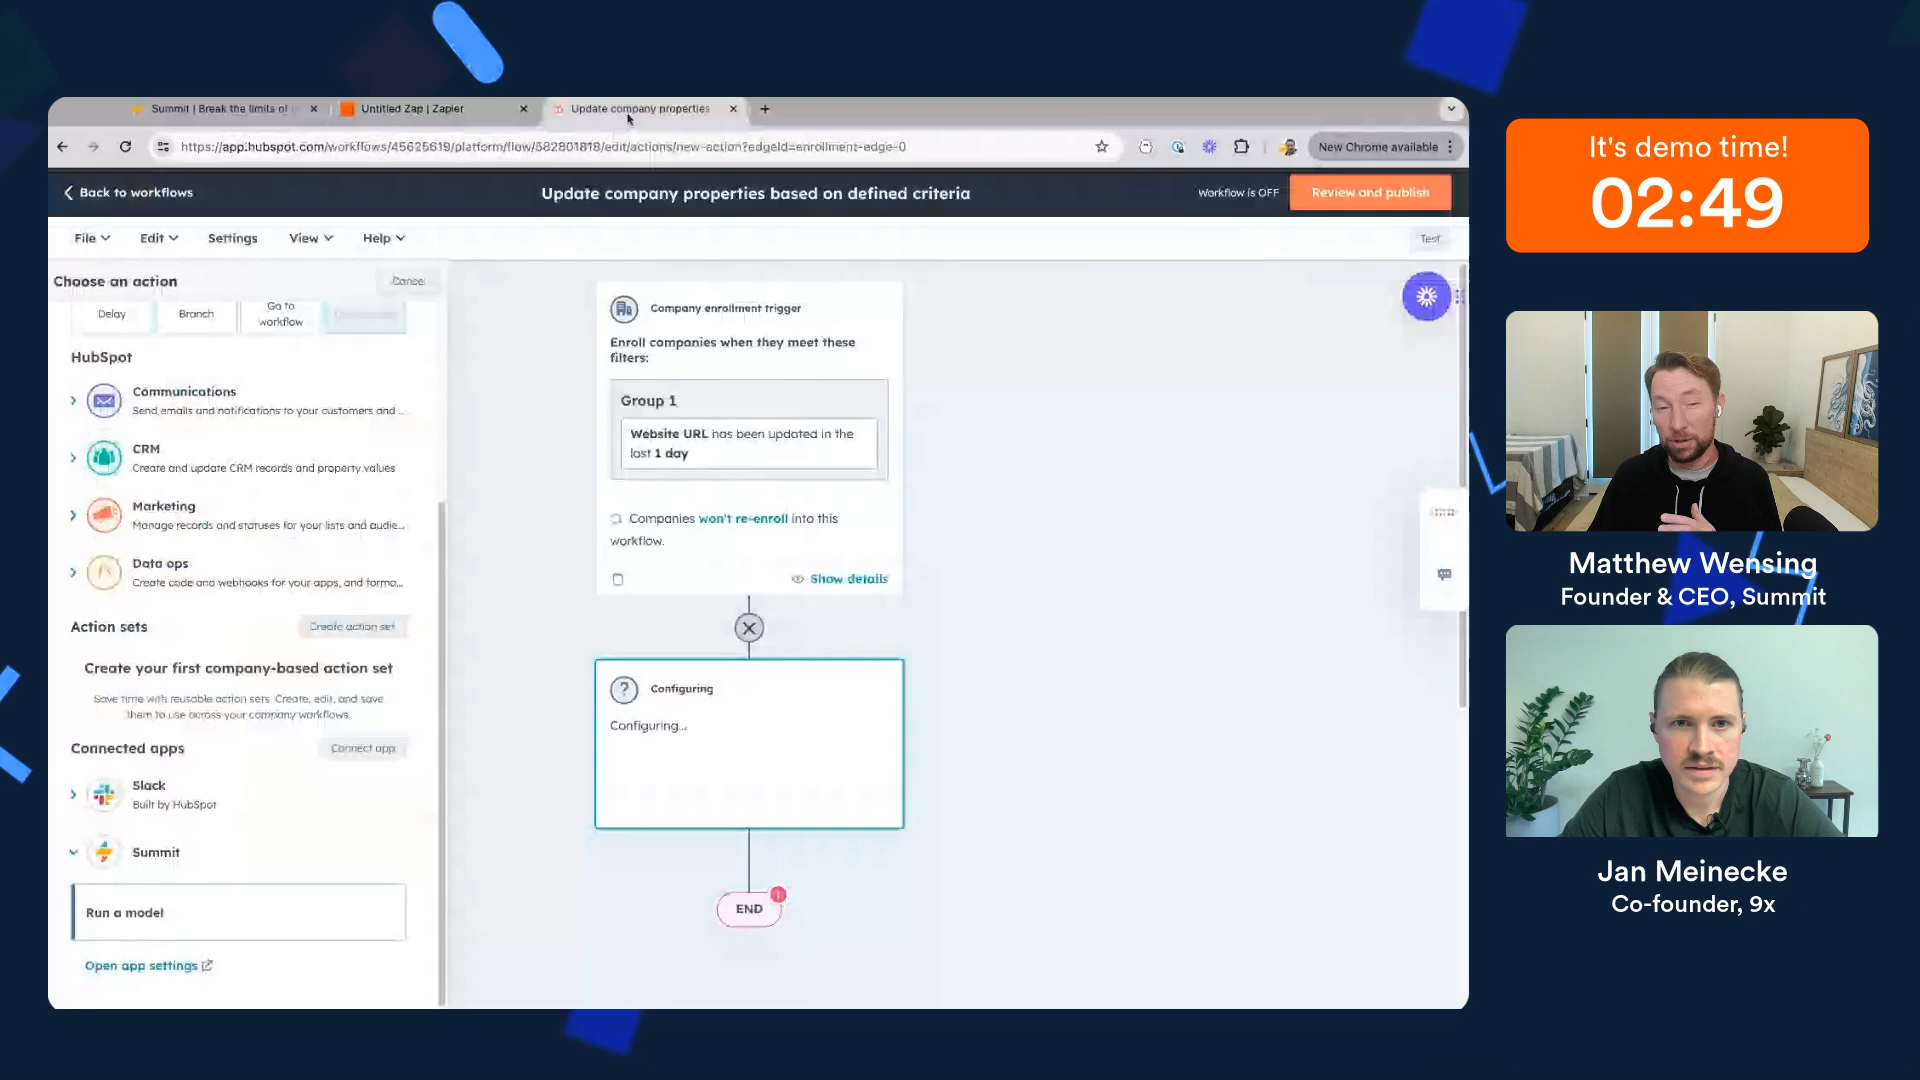 Summit | Break the limits of
Untitled Zap | Zapier
Update company properties
https://app.hubspot.com/workflows/45625619/platform/flow/582801818/edit/actions/new-action?edgeId=enrollment-edge-0
New Chrome available
Back to workflows
Update company properties based on defined criteria
Workflow is OFF
Review and publish
File
Edit
Settings
View
Help
Test
Choose an action
Cancel
Delay
Branch
Go to
workflow
HubSpot
Communications
Send emails and notifications to your customers and ...
CRM
Create and update CRM records and property values
Marketing
Manage records and statuses for your lists and audie...
Data ops
Create code and webhooks for your apps, and forma...
Action sets
Create action set
Create your first company-based action set
Save time with reusable action sets. Create, edit, and save
them to use across your company workflows.
Connected apps
Connect app
Slack
Built by HubSpot
Summit
Run a model
Open app settings
Company enrollment trigger
Enroll companies when they meet these
filters:
Group 1
Website URL has been updated in the
last 1 day
Companies won't re-enroll into this
workflow.
Show details
Configuring
Configuring...
END
It's demo time!
02:49
Matthew Wensing
Founder & CEO, Summit
Jan Meinecke
Co-founder, 9x